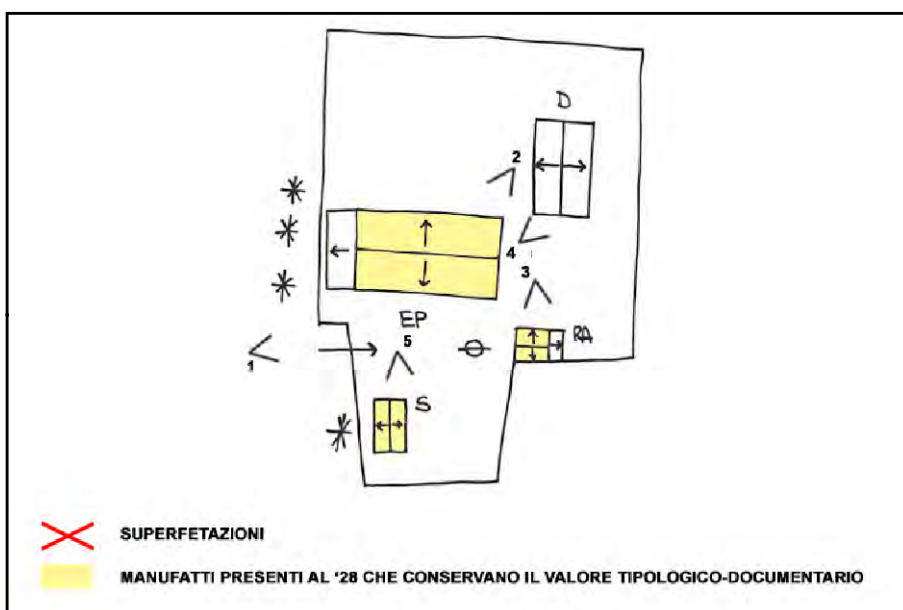 D
2
4
3
EP
5
RA
1
S
SUPERFETAZIONI
MANUFATTI PRESENTI AL '28 CHE CONSERVANO IL VALORE TIPOLOGICO-DOCUMENTARIO